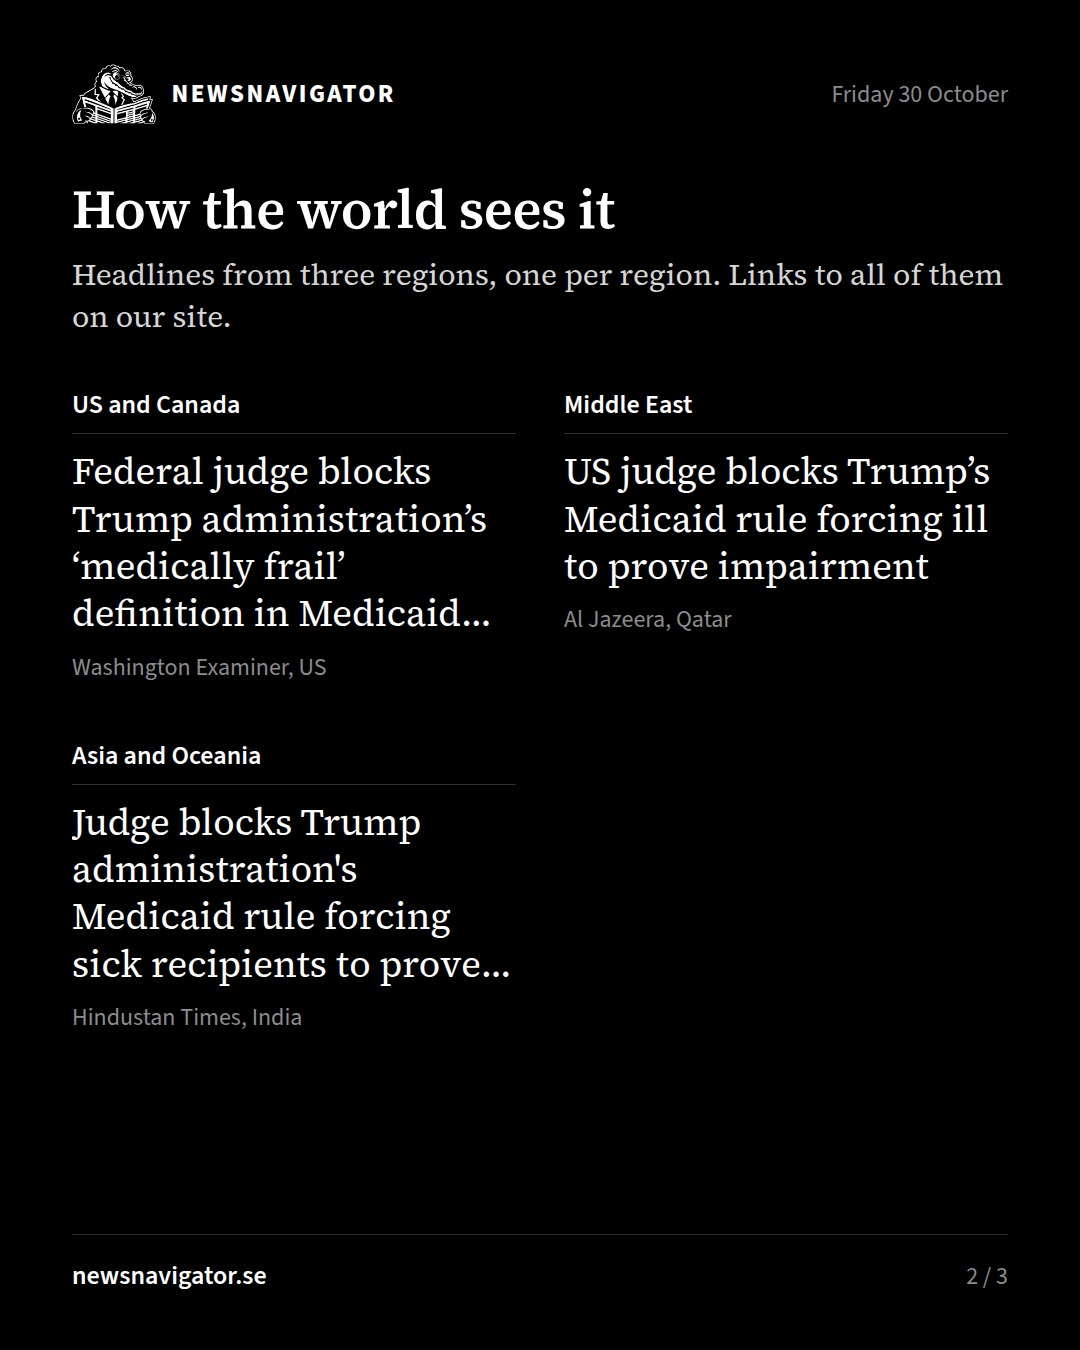 NEWSNAVIGATOR
Friday 30 October
How the world sees it
Headlines from three regions, one per region. Links to all of them
on our site.
US and Canada
Federal judge blocks
Trump administration’s
‘medically frail’
definition in Medicaid...
Washington Examiner, US
Middle East
US judge blocks Trump’s
Medicaid rule forcing ill
to prove impairment
Al Jazeera, Qatar
Asia and Oceania
Judge blocks Trump
administration's
Medicaid rule forcing
sick recipients to prove...
Hindustan Times, India
newsnavigator.se
2 / 3